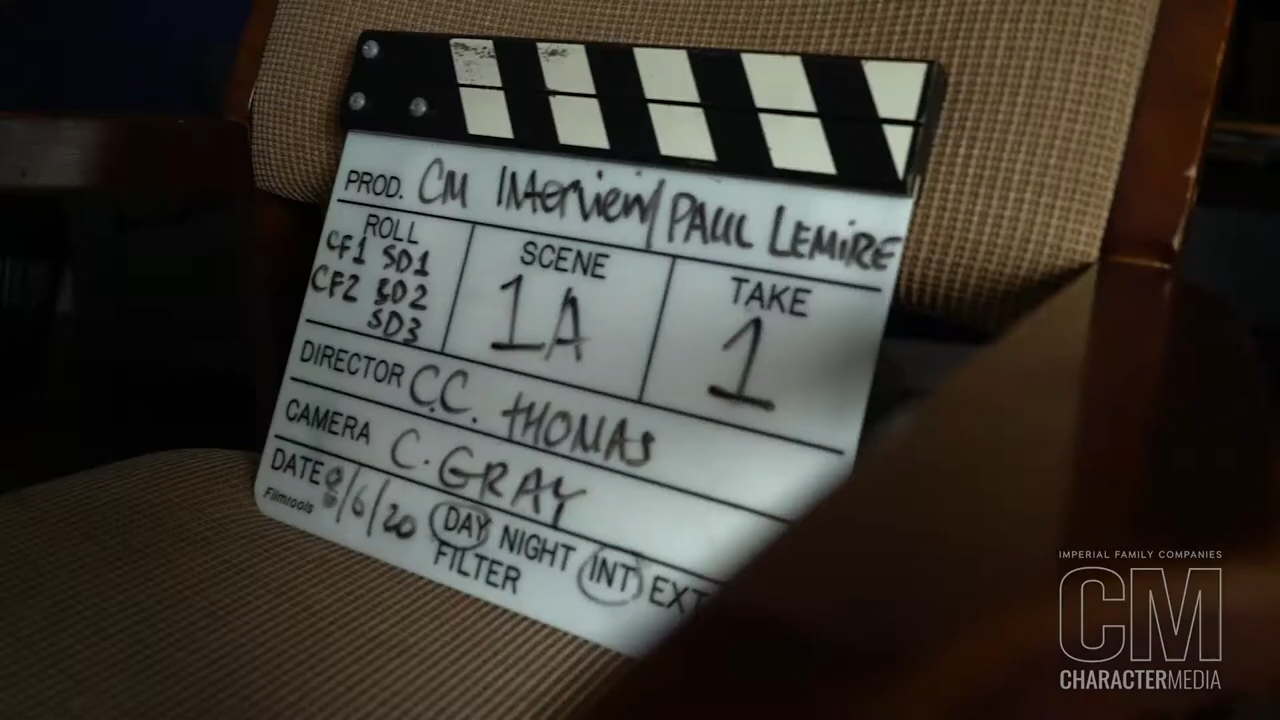 PROD. CM Interview/PAUL LEMIRE
ROLL
CF1 SD1
CF2 SD2
SD3
SCENE
1A
TAKE
1
DIRECTOR C.C. THOMAS
CAMERA C. GRAY
DATE 8/6/20 DAY NIGHT INT EXT
FILTER
Filmtools
IMPERIAL FAMILY COMPANIES
CM
CHARACTERMEDIA